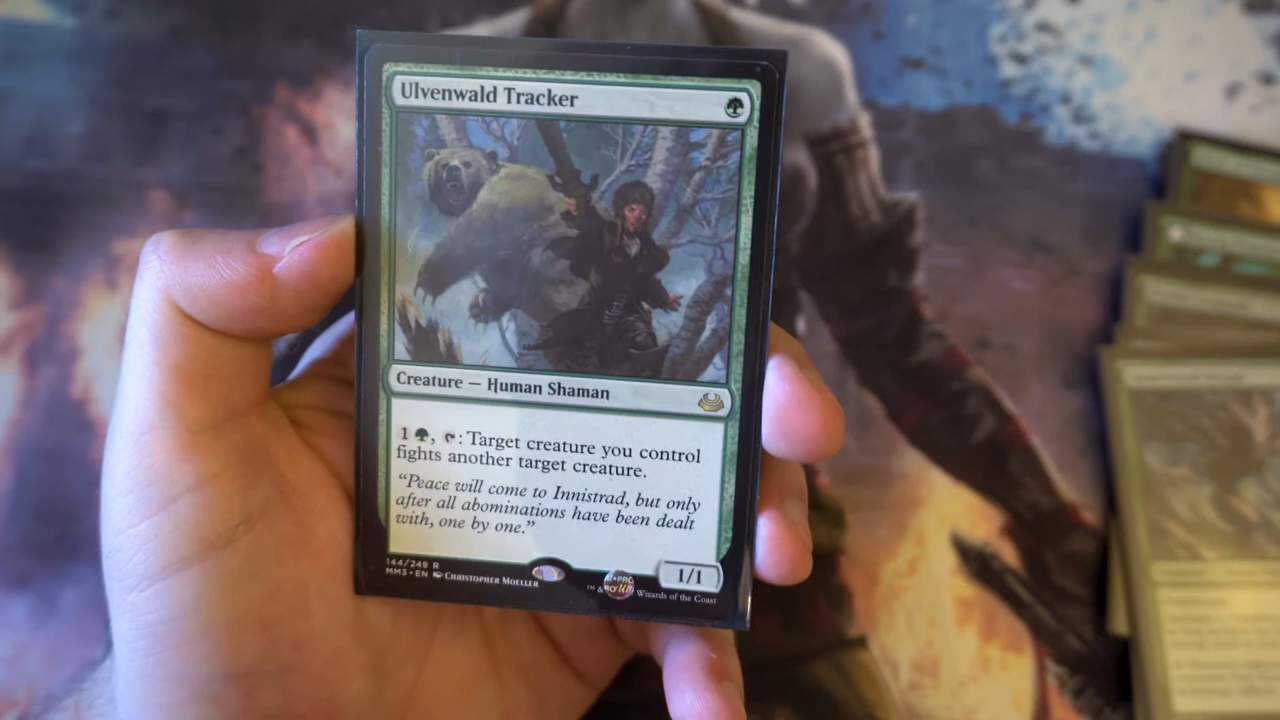 Ulvenwald Tracker
Creature — Human Shaman
1 , : Target creature you control
fights another target creature.
“Peace will come to Innistrad, but only
after all abominations have been dealt
with, one by one.”
144/249 R
MM3 • EN Christopher Moeller
1/1
™ & Wizards of the Coast